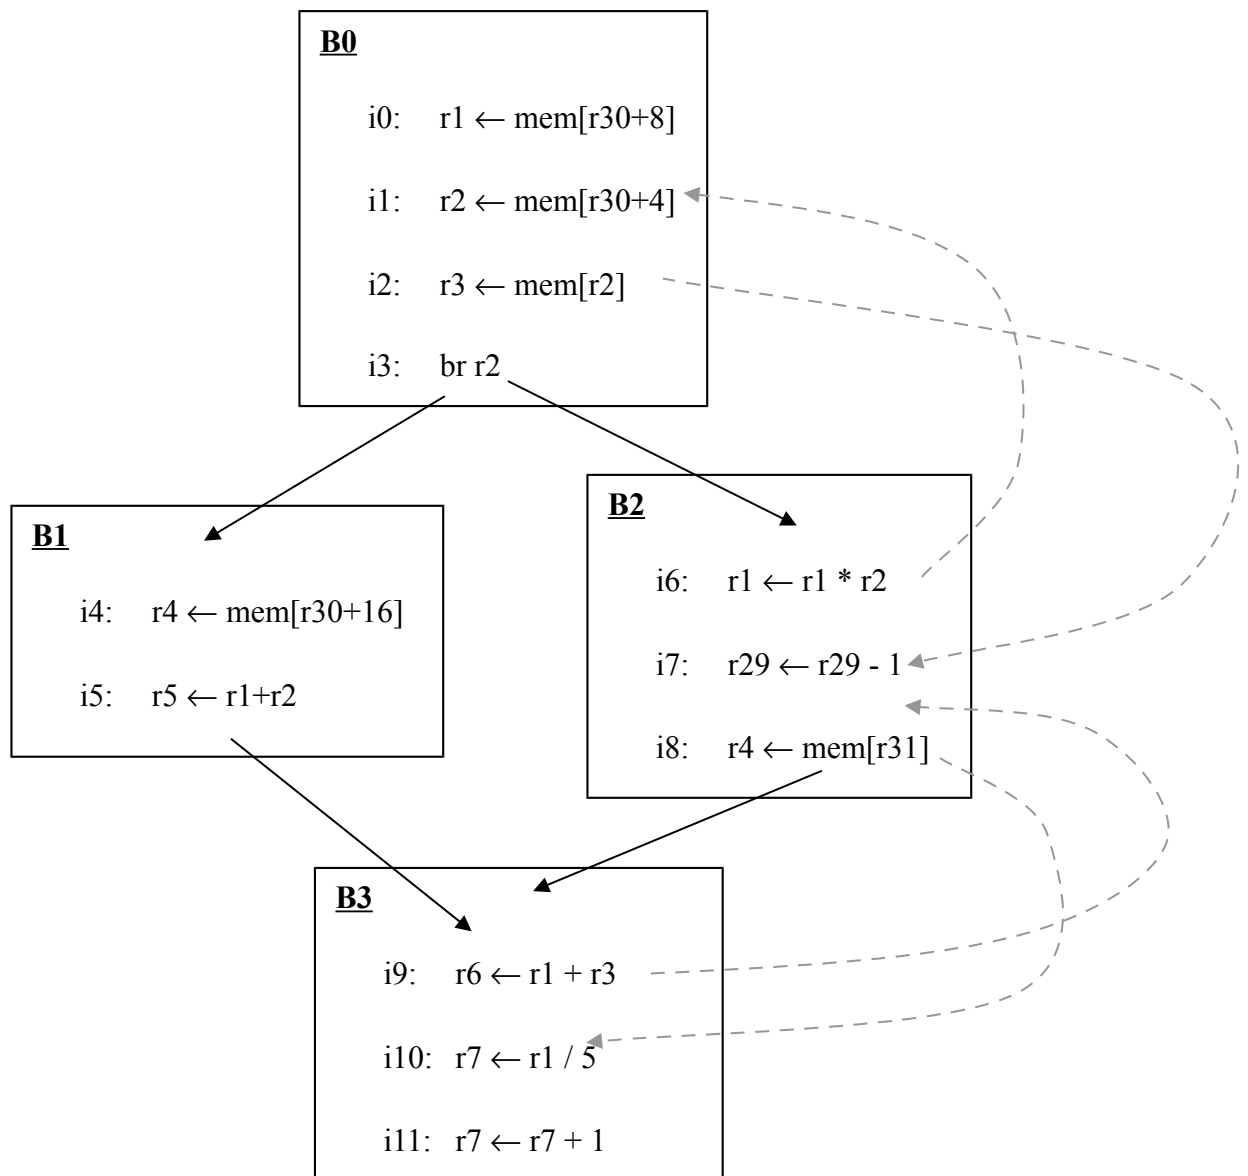 B0
i0: r1 ← mem[r30+8]
i1: r2 ← mem[r30+4]
i2: r3 ← mem[r2]
i3: br r2
B1
i4: r4 ← mem[r30+16]
i5: r5 ← r1+r2
B2
i6: r1 ← r1 * r2
i7: r29 ← r29 - 1
i8: r4 ← mem[r31]
B3
i9: r6 ← r1 + r3
i10: r7 ← r1 / 5
i11: r7 ← r7 + 1